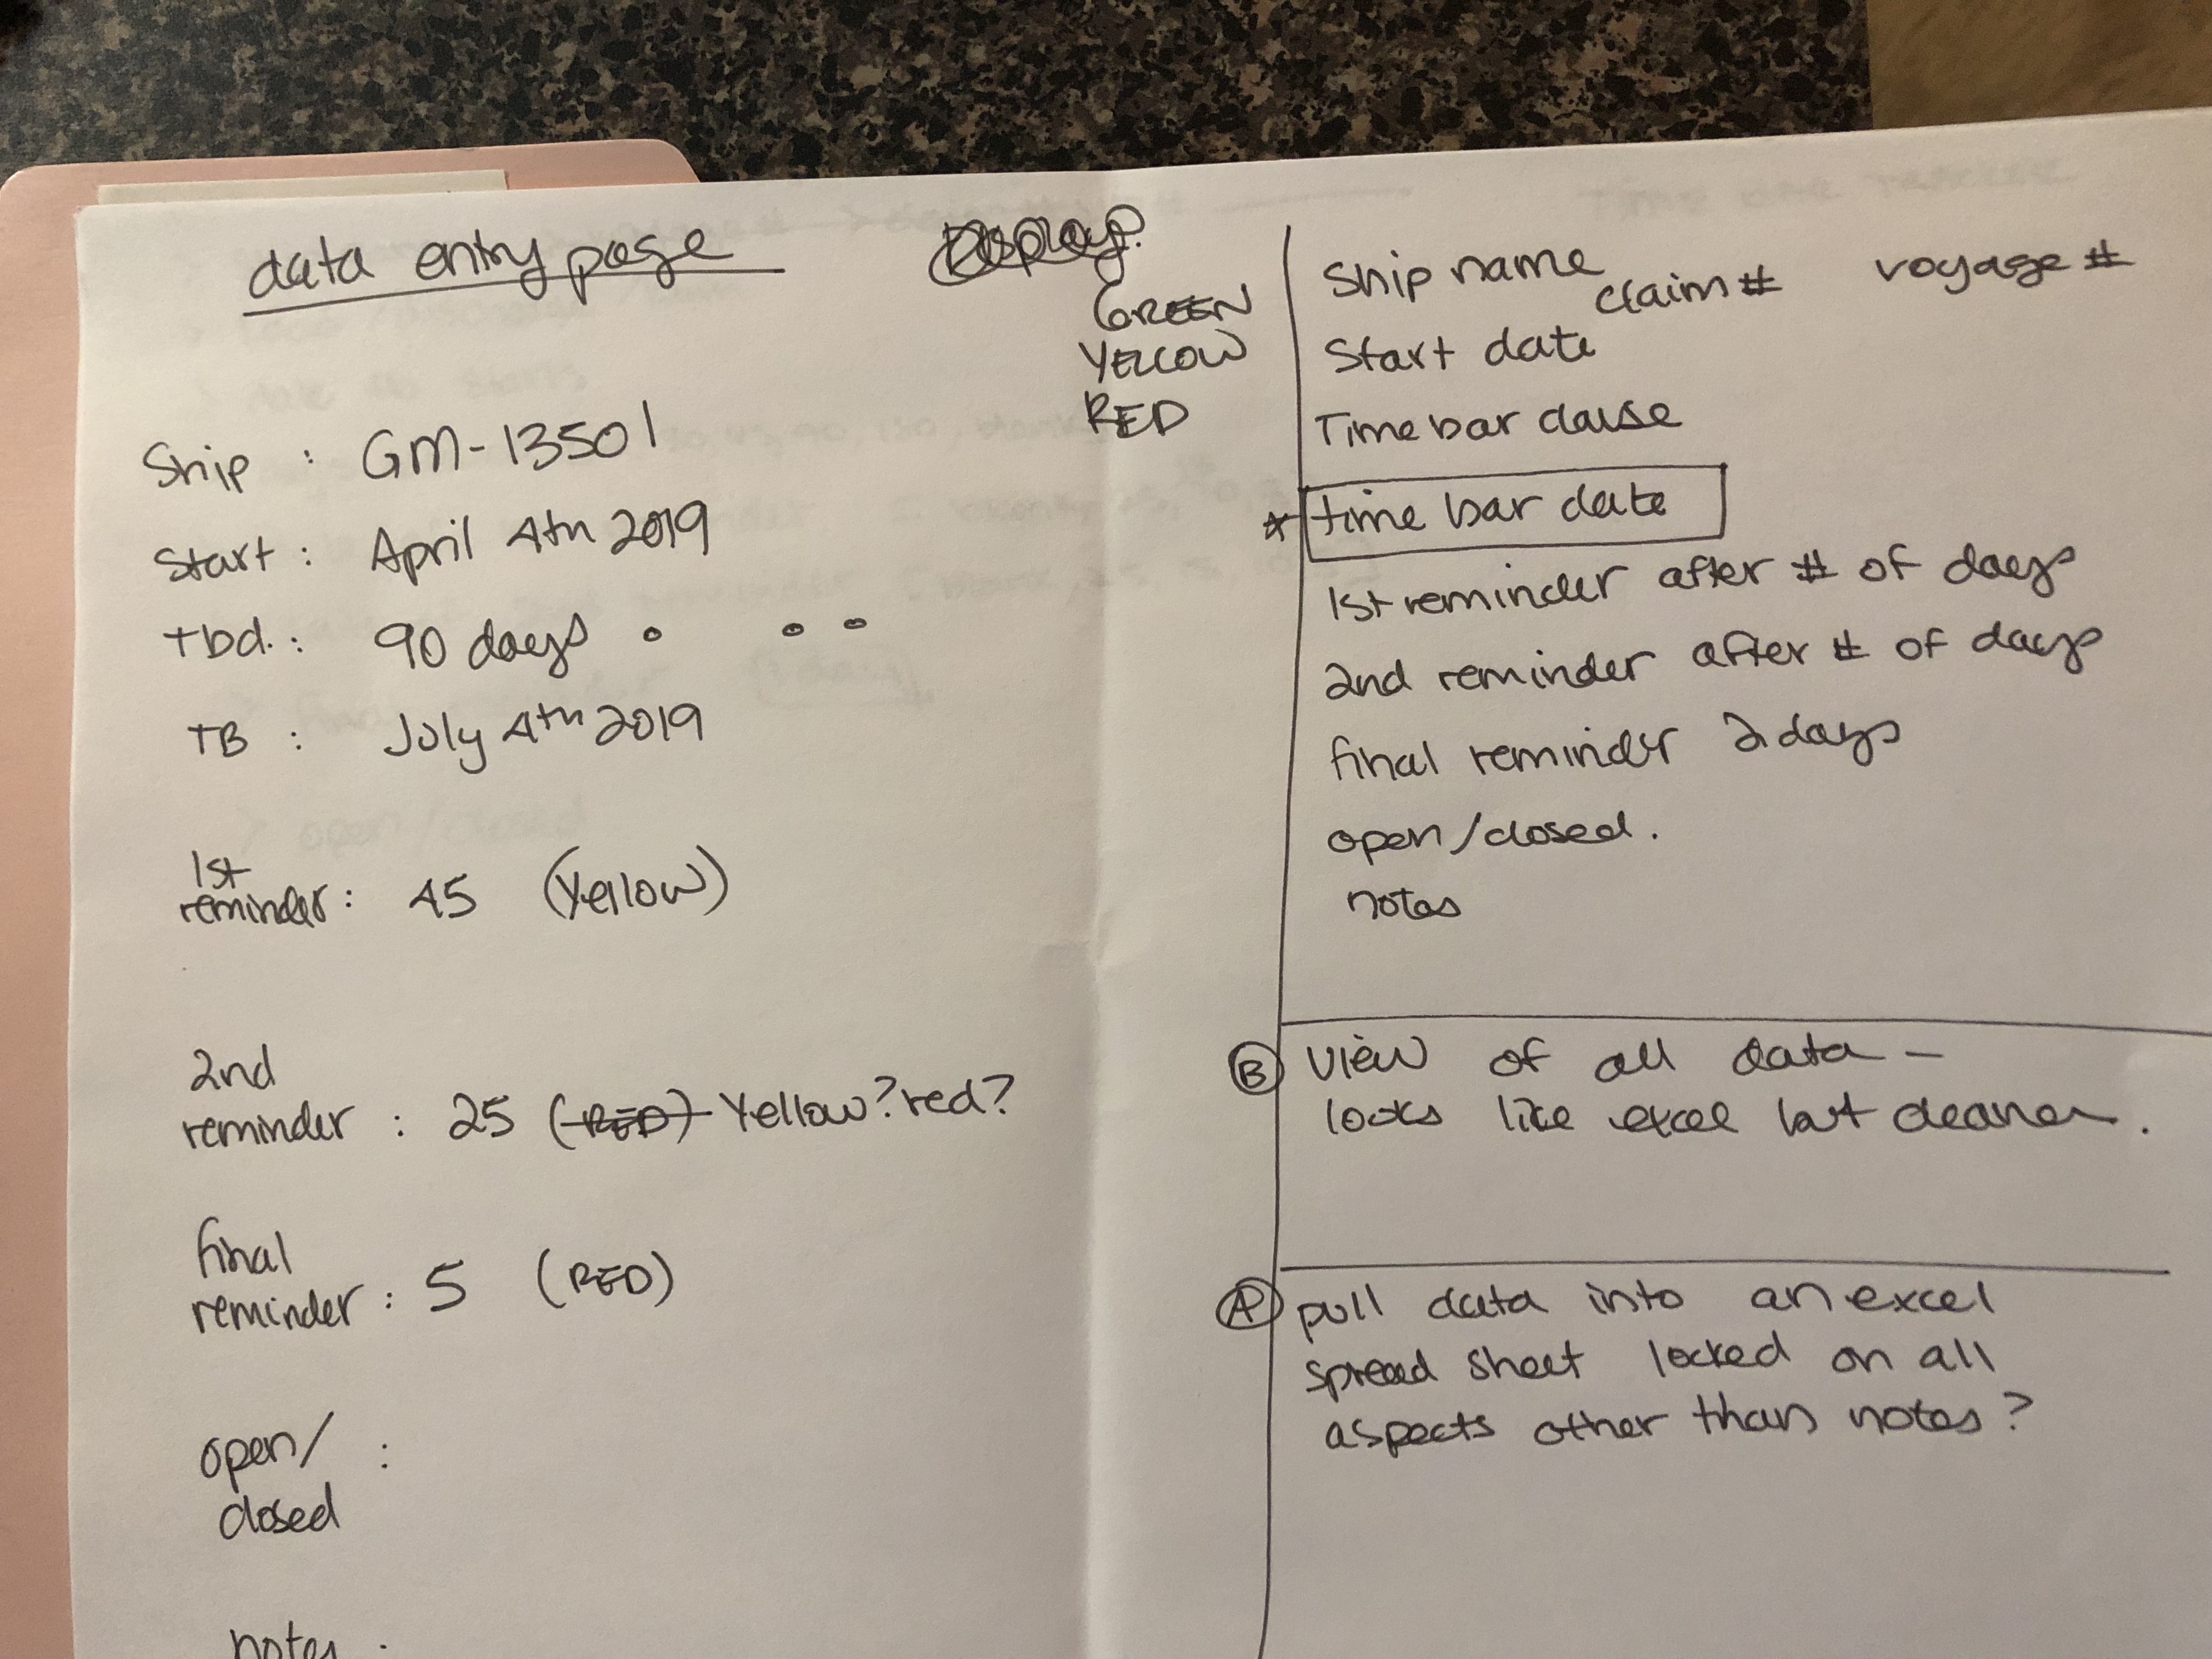 data entry page
Display?
GREEN
YELLOW
RED
Ship : GM-13501
Start : April 4th 2019
tbd. : 90 days
TB : July 4th 2019
1st
reminder : 45 (Yellow)
2nd
reminder : 25 (RED) Yellow? red?
final
reminder : 5 (RED)
open/ :
closed
notes :
Ship name claim # voyage #
Start date
Time bar clause
* time bar date
1st reminder after # of days
2nd reminder after # of days
final reminder 2 days
open/closed.
notes
B view of all data –
looks like excel but cleaner.
A pull data into an excel
spread sheet locked on all
aspects other than notes?